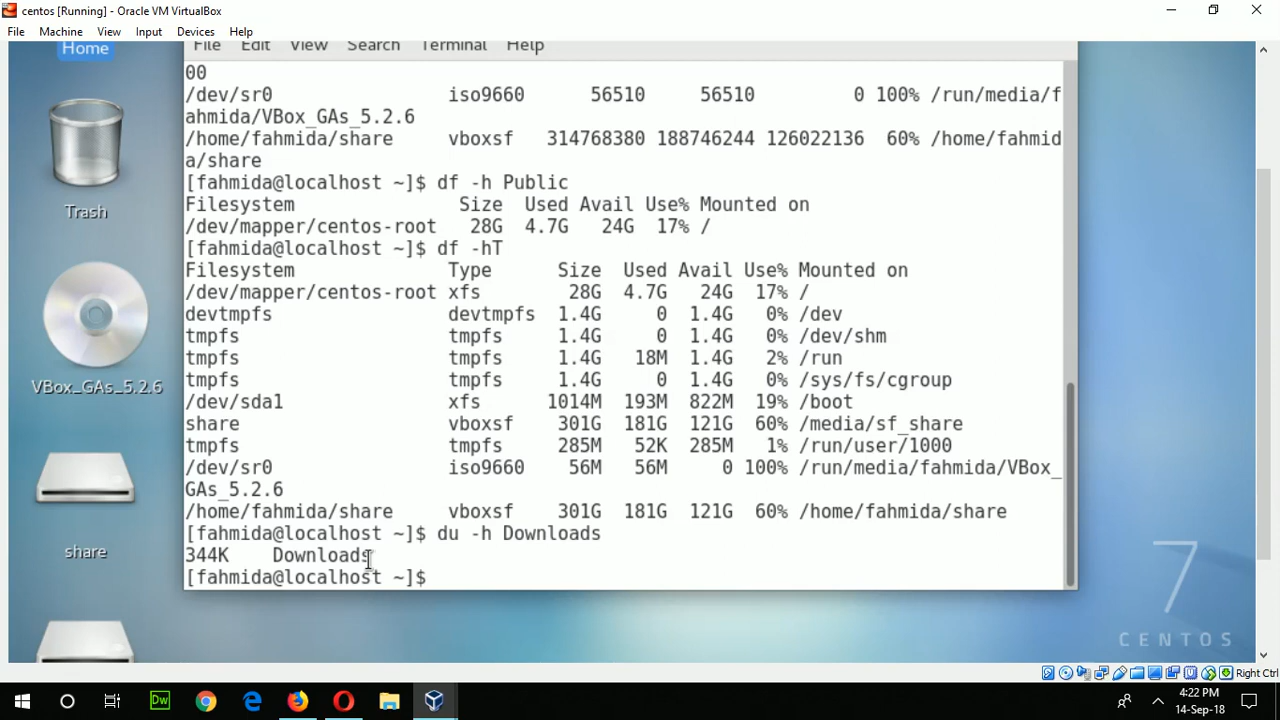 centos [Running] - Oracle VM VirtualBox
File Machine View Input Devices Help
Home
File Edit View Search Terminal Help
00
/dev/sr0 iso9660 56510 56510 0 100% /run/media/f
ahmida/VBox_GAs_5.2.6
/home/fahmida/share vboxsf 314768380 188746244 126022136 60% /home/fahmid
a/share
[fahmida@localhost ~]$ df -h Public
Filesystem Size Used Avail Use% Mounted on
/dev/mapper/centos-root 28G 4.7G 24G 17% /
[fahmida@localhost ~]$ df -hT
Filesystem Type Size Used Avail Use% Mounted on
/dev/mapper/centos-root xfs 28G 4.7G 24G 17% /
devtmpfs devtmpfs 1.4G 0 1.4G 0% /dev
tmpfs tmpfs 1.4G 0 1.4G 0% /dev/shm
tmpfs tmpfs 1.4G 18M 1.4G 2% /run
tmpfs tmpfs 1.4G 0 1.4G 0% /sys/fs/cgroup
/dev/sda1 xfs 1014M 193M 822M 19% /boot
share vboxsf 301G 181G 121G 60% /media/sf_share
tmpfs tmpfs 285M 52K 285M 1% /run/user/1000
/dev/sr0 iso9660 56M 56M 0 100% /run/media/fahmida/VBox_
GAs_5.2.6
/home/fahmida/share vboxsf 301G 181G 121G 60% /home/fahmida/share
[fahmida@localhost ~]$ du -h Downloads
344K Downloads
[fahmida@localhost ~]$
Trash
VBox_GAs_5.2.6
share
7
CENTOS
Right Ctrl
Dw
4:22 PM
14-Sep-18